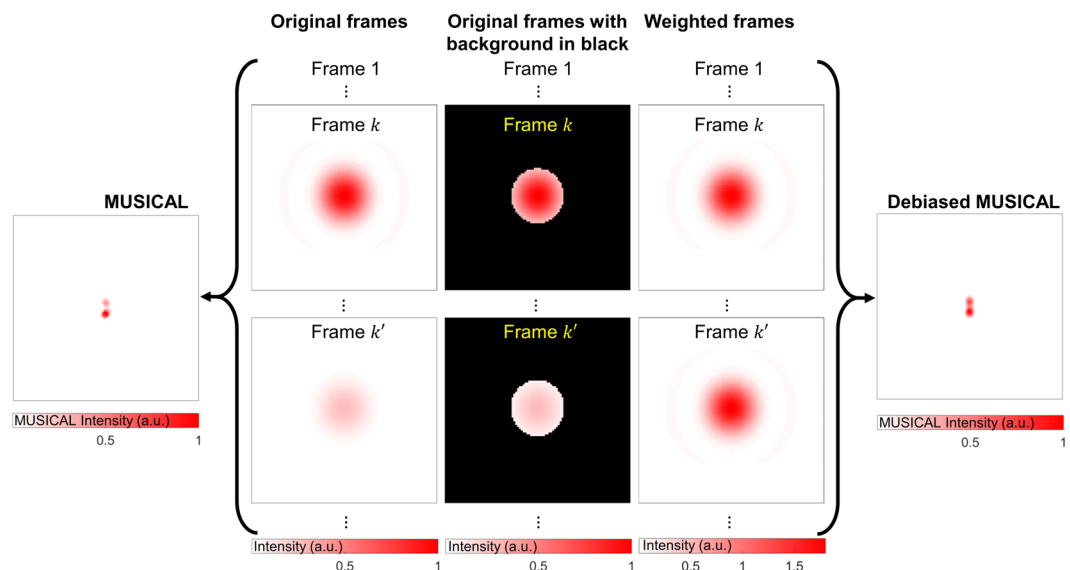 Original frames
Original frames with
background in black
Weighted frames
Frame 1
Frame 1
Frame 1
⋮
⋮
⋮
Frame k
Frame k
Frame k
MUSICAL
Debiased MUSICAL
⋮
⋮
⋮
Frame k′
Frame k′
Frame k′
MUSICAL Intensity (a.u.)
0.5 1
MUSICAL Intensity (a.u.)
0.5 1
⋮
⋮
⋮
Intensity (a.u.)
0.5 1
Intensity (a.u.)
0.5 1
Intensity (a.u.)
0.5 1 1.5